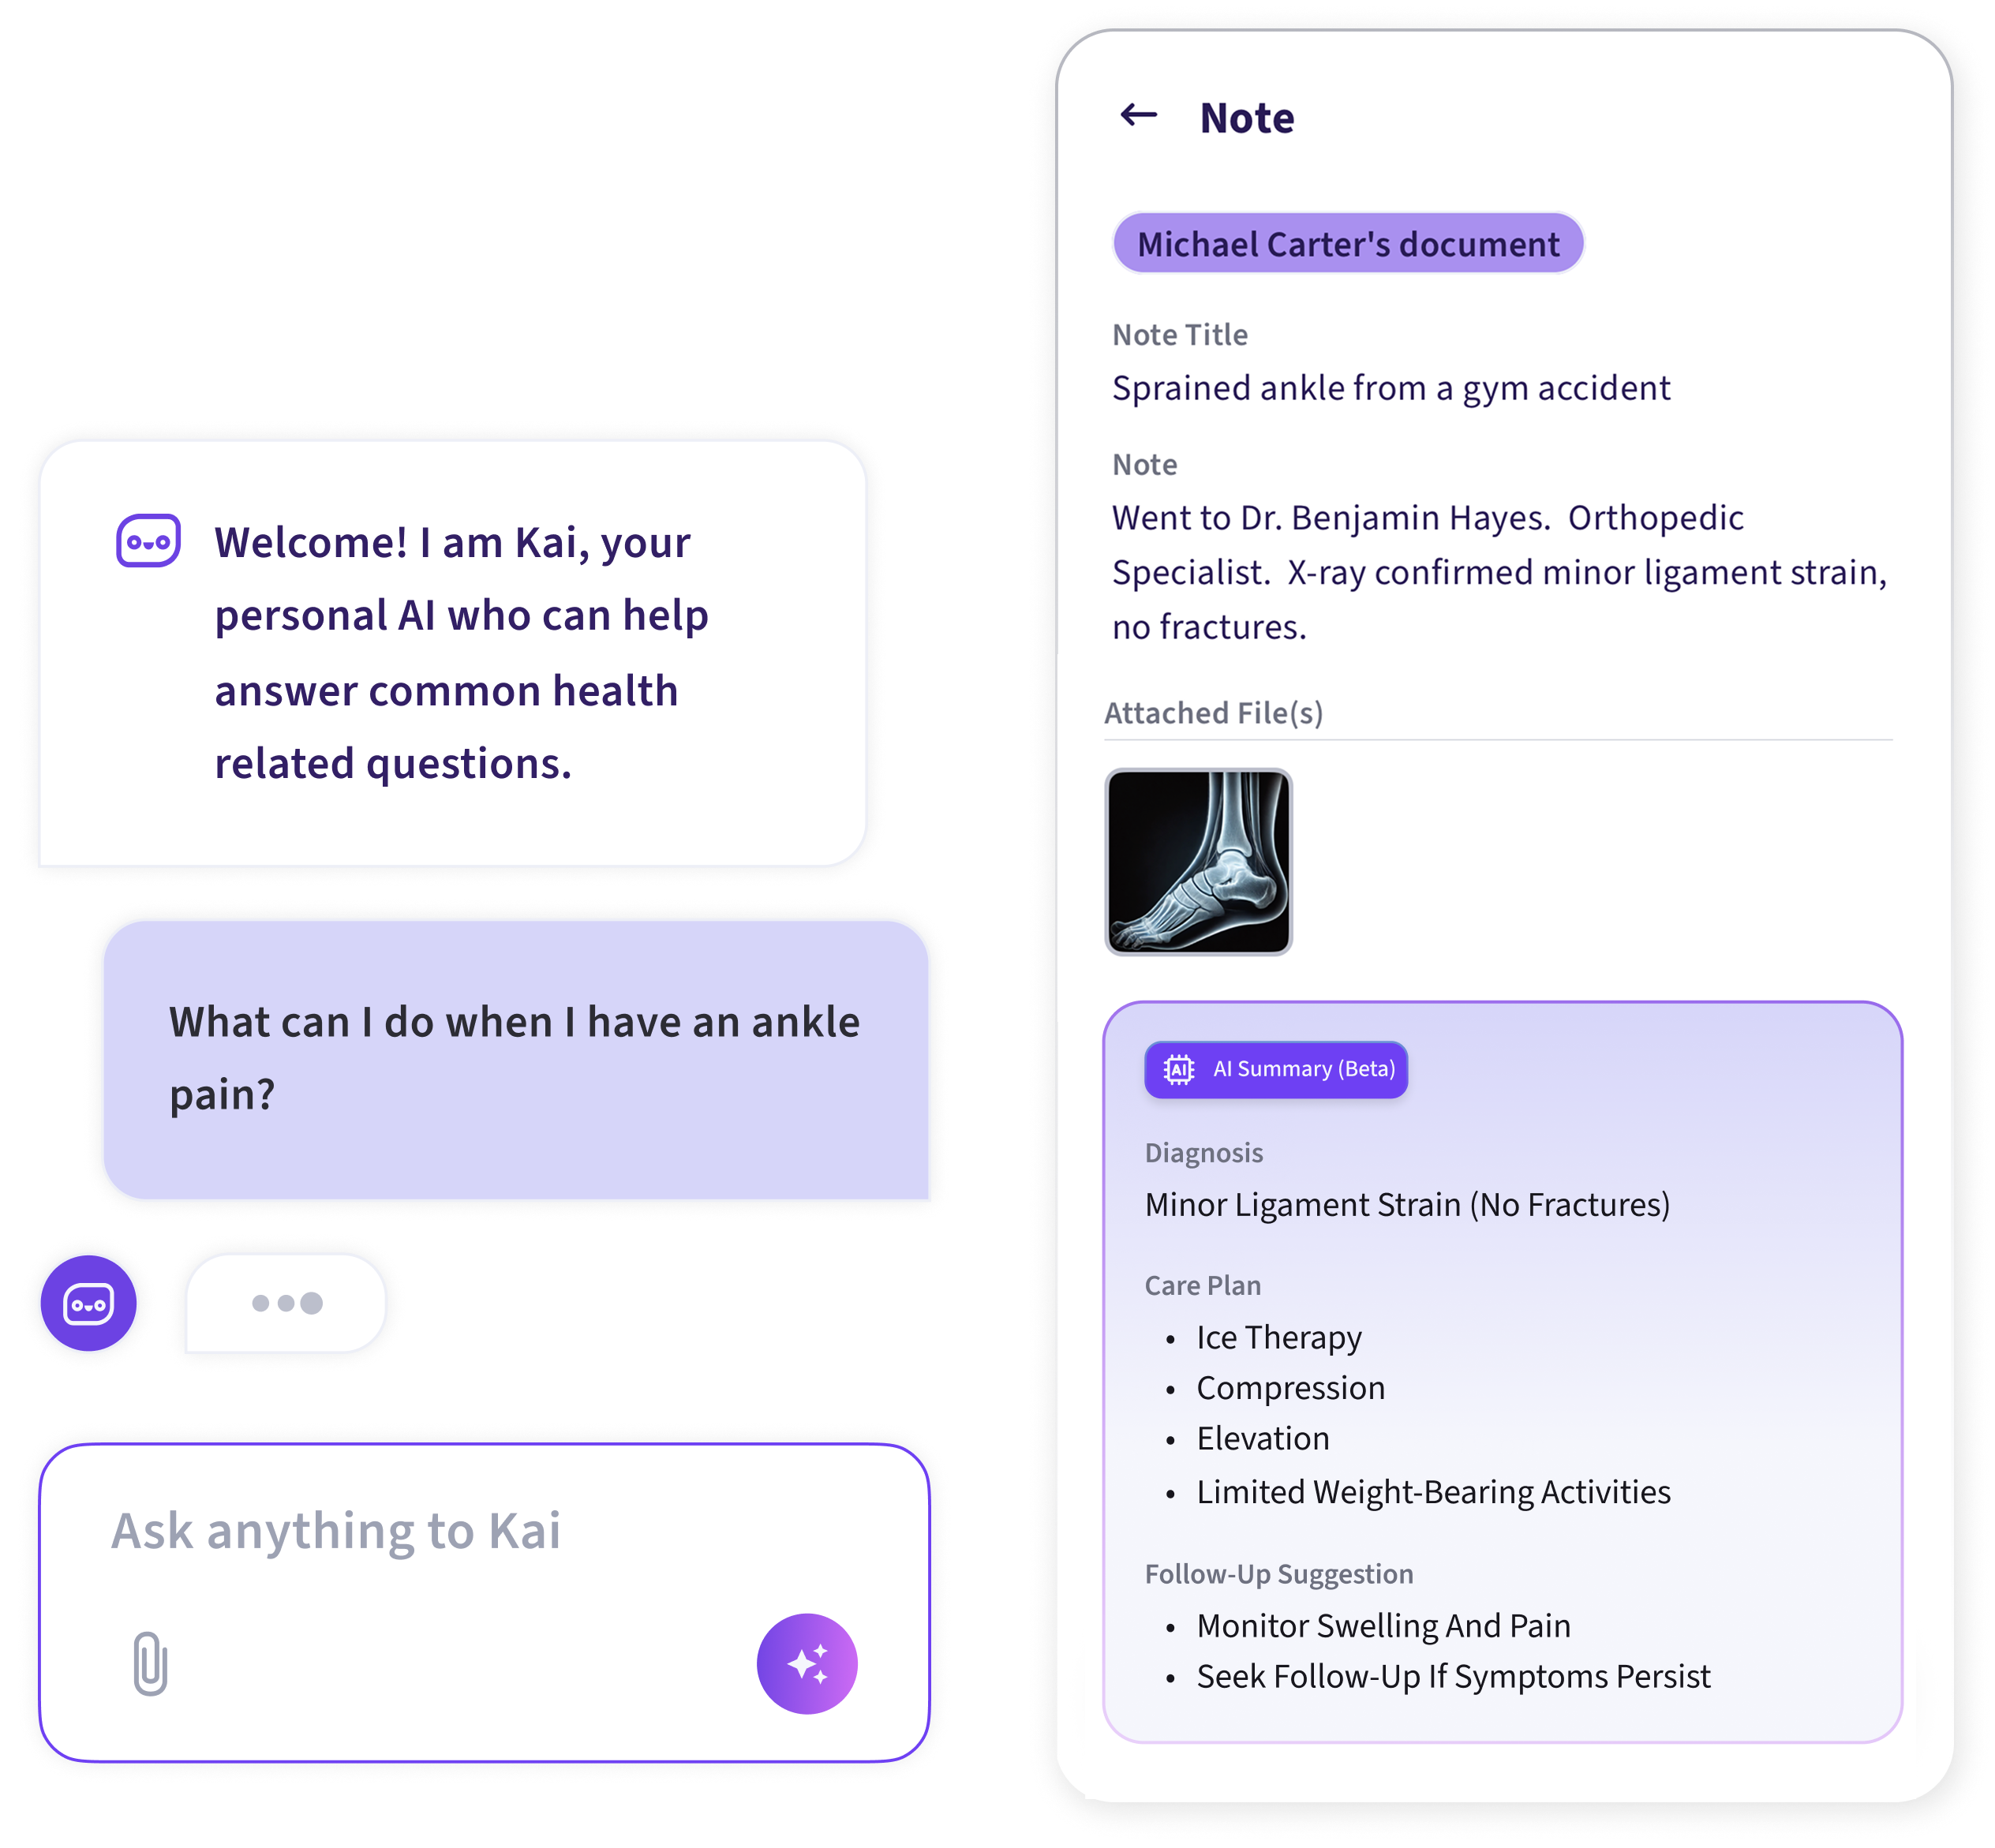 Welcome! I am Kai, your
personal AI who can help
answer common health
related questions.
What can I do when I have an ankle
pain?
Ask anything to Kai
Note
Michael Carter's document
Note Title
Sprained ankle from a gym accident
Note
Went to Dr. Benjamin Hayes.  Orthopedic
Specialist.  X-ray confirmed minor ligament strain,
no fractures.
Attached File(s)
AI AI Summary (Beta)
Diagnosis
Minor Ligament Strain (No Fractures)
Care Plan
• Ice Therapy
• Compression
• Elevation
• Limited Weight-Bearing Activities
Follow-Up Suggestion
• Monitor Swelling And Pain
• Seek Follow-Up If Symptoms Persist